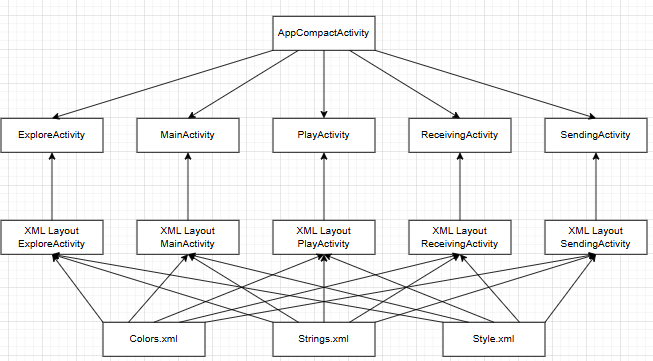 AppCompactActivity
ExploreActivity
MainActivity
PlayActivity
ReceivingActivity
SendingActivity
XML Layout
ExploreActivity
XML Layout
MainActivity
XML Layout
PlayActivity
XML Layout
ReceivingActivity
XML Layout
SendingActivity
Colors.xml
Strings.xml
Style.xml